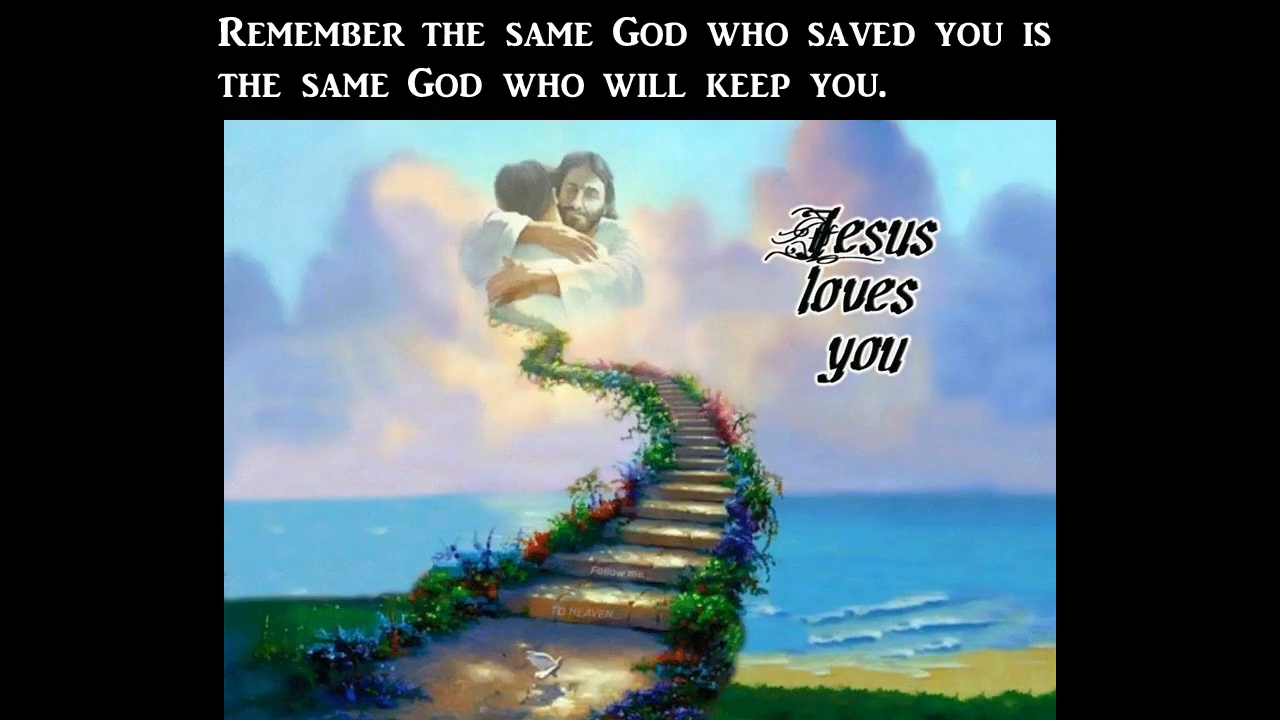 Remember the same God who saved you is
the same God who will keep you.
Jesus
loves
you
Follow me
TO HEAVEN